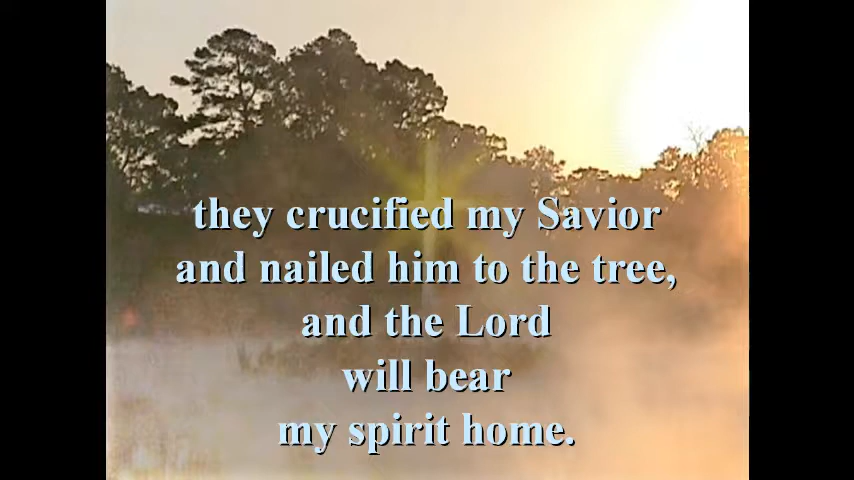 they crucified my Savior
and nailed him to the tree,
and the Lord
will bear
my spirit home.